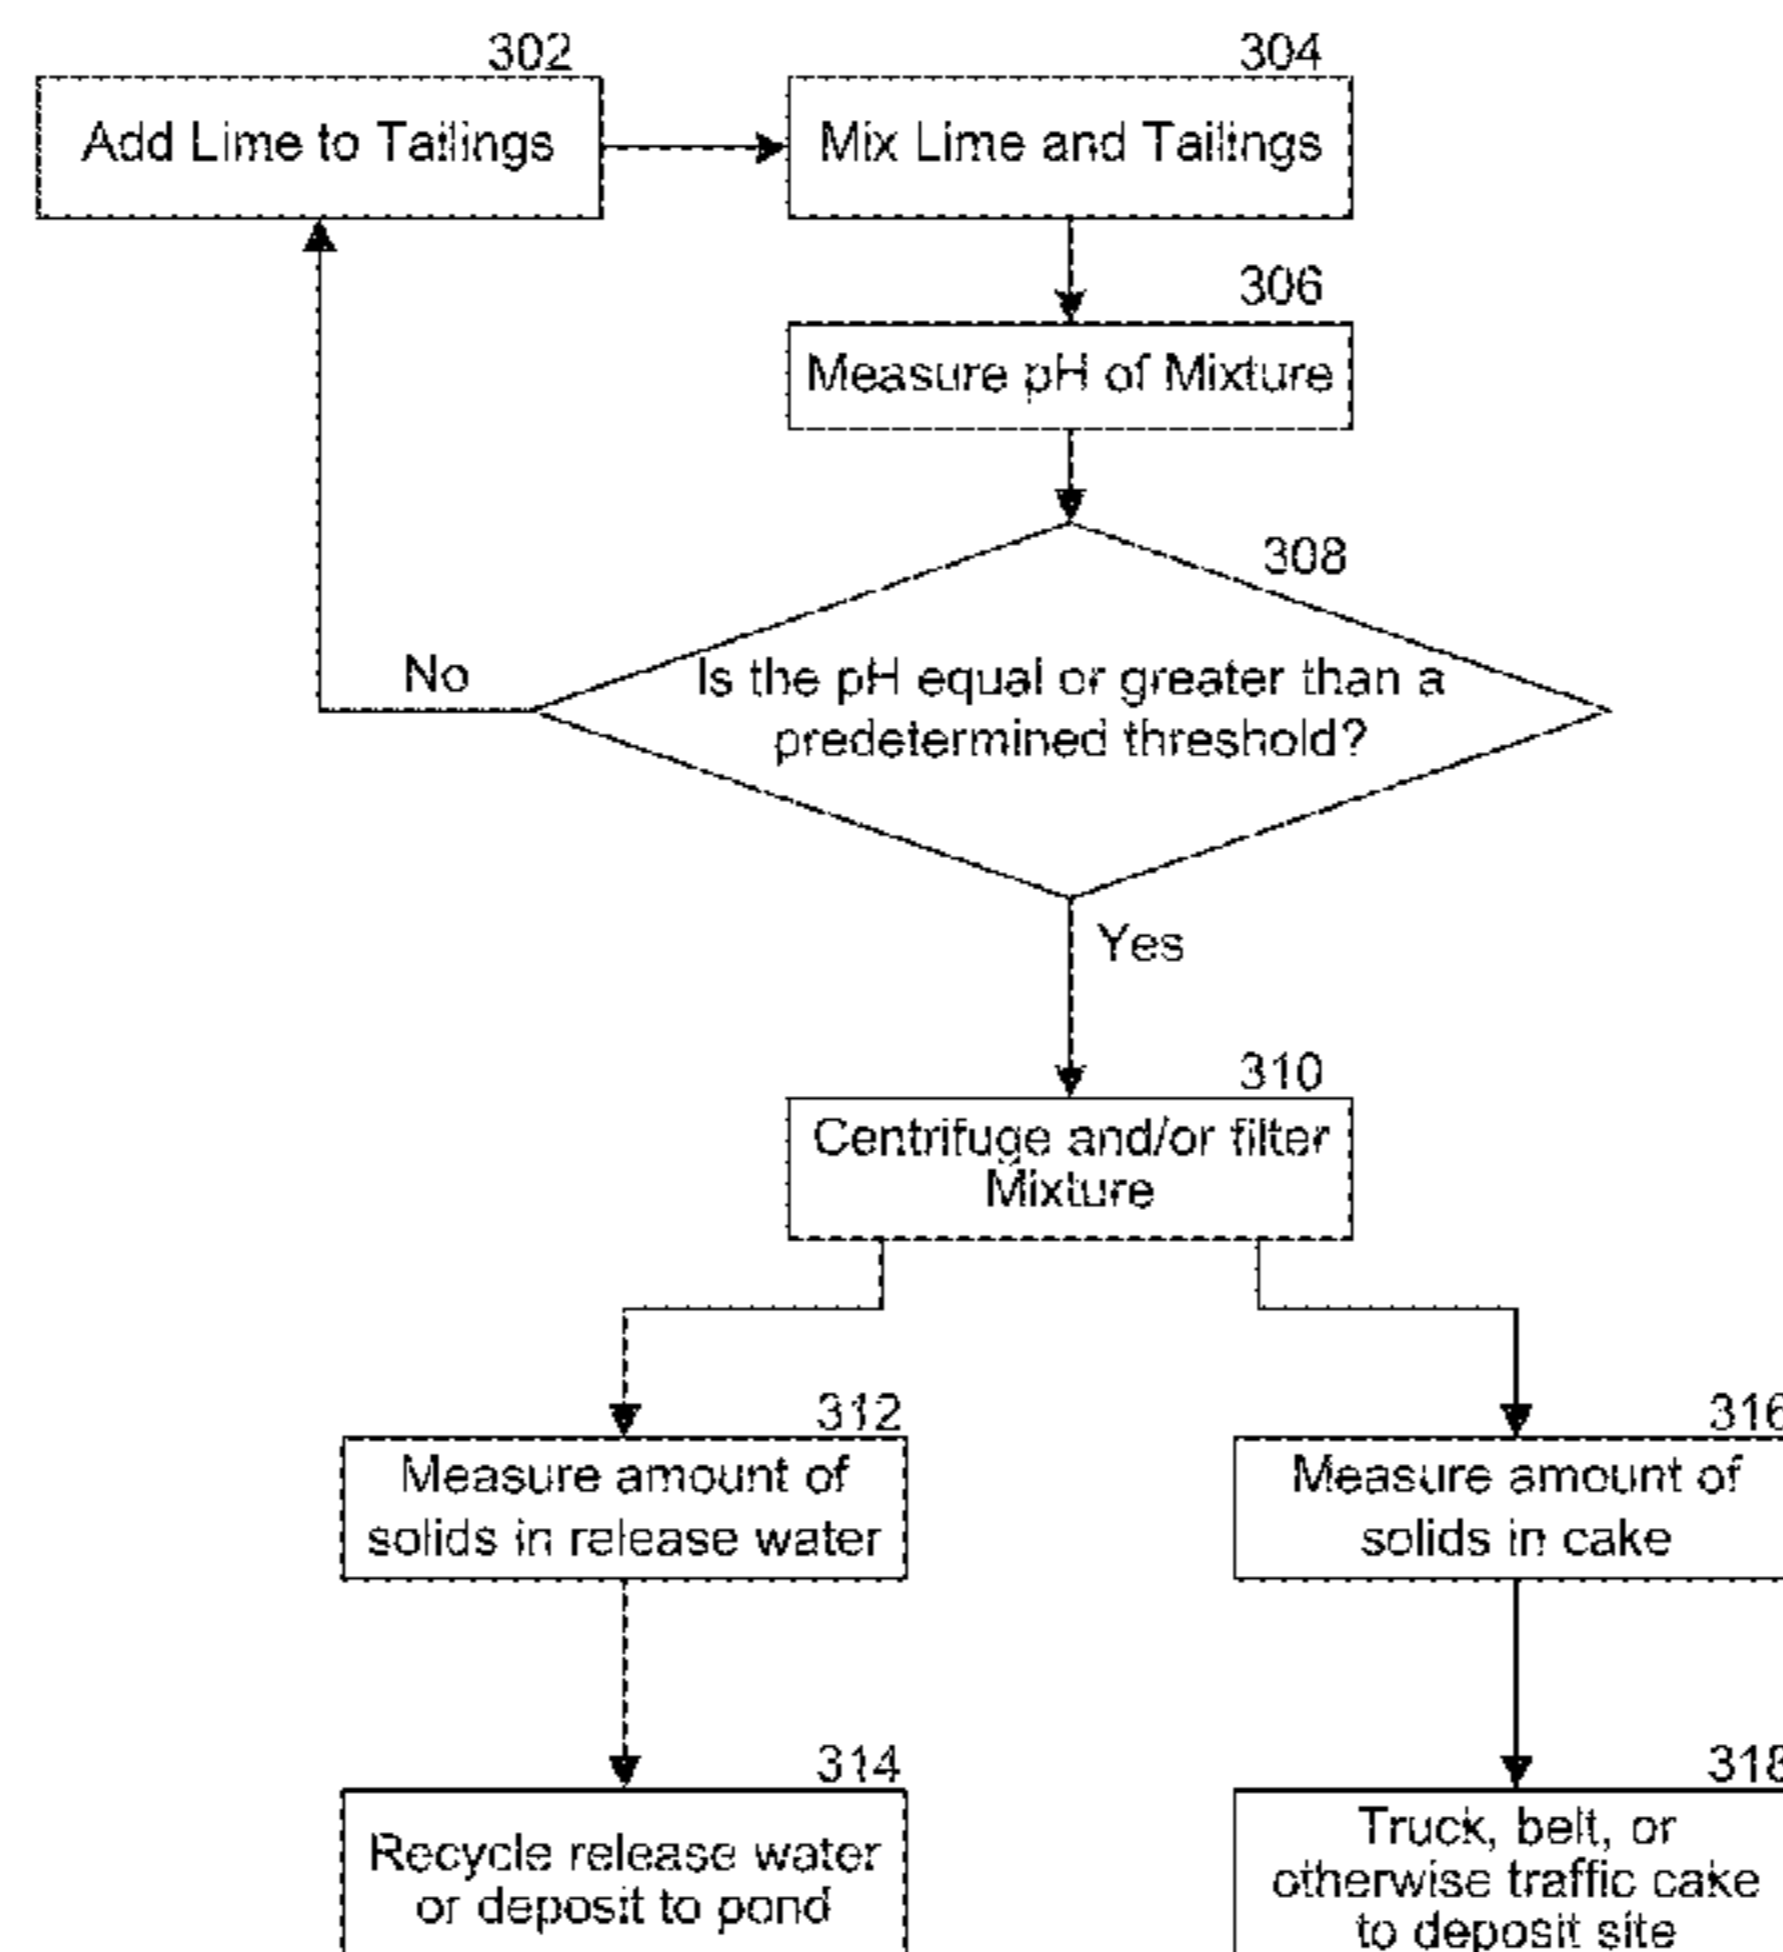 302
Add Lime to Tailings
304
Mix Lime and Tailings
306
Measure pH of Mixture
308
Is the pH equal or greater than a
predetermined threshold?
No
Yes
310
Centrifuge and/or filter
Mixture
312
Measure amount of
solids in release water
316
Measure amount of
solids in cake
314
Recycle release water
or deposit to pond
318
Truck, belt, or
otherwise traffic cake
to deposit site